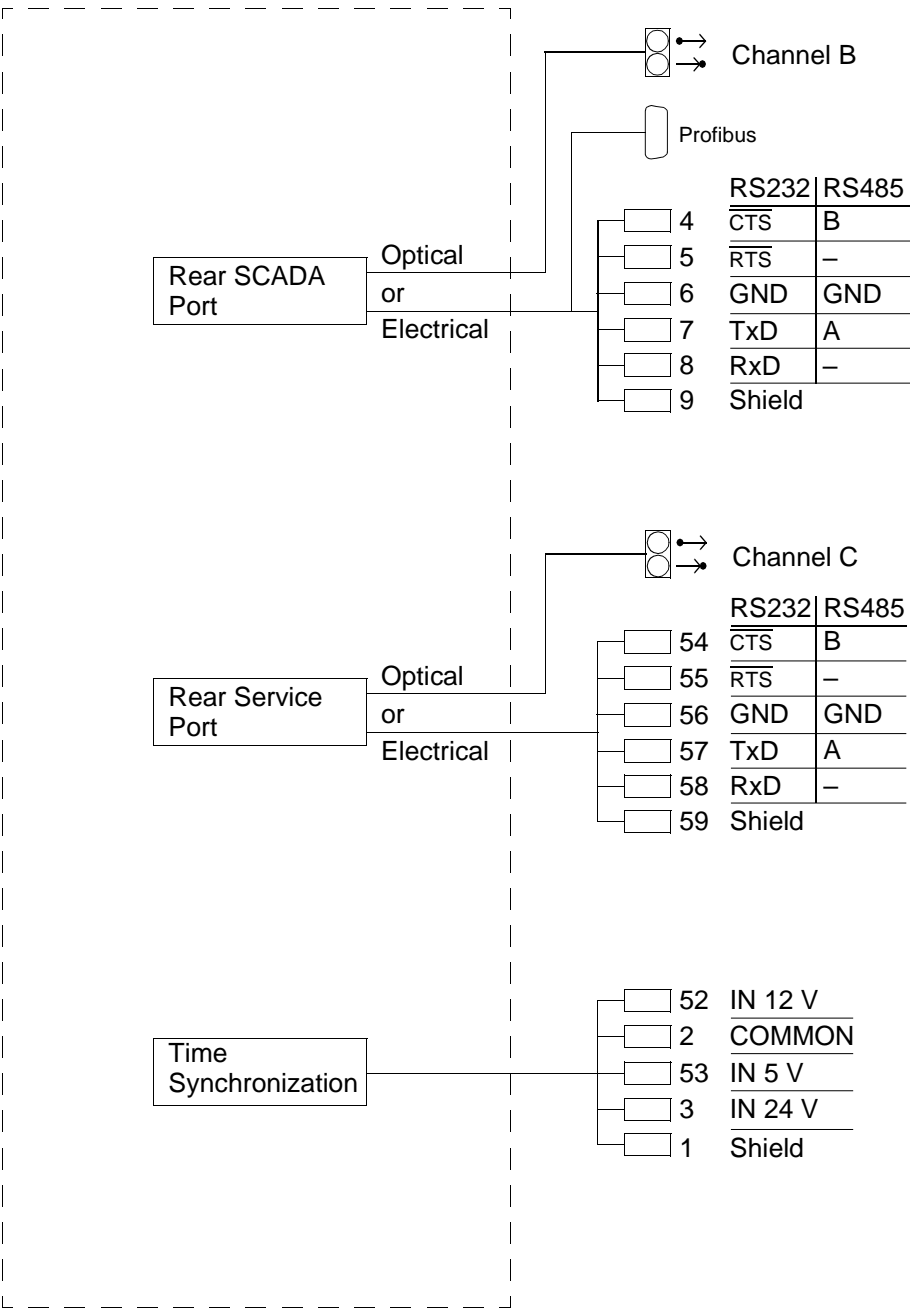 Channel B
Profibus
RS232 RS485
4 CTS B
5 RTS –
6 GND GND
7 TxD A
8 RxD –
9 Shield
Rear SCADA
Port
Optical
or
Electrical
Channel C
RS232 RS485
54 CTS B
55 RTS –
56 GND GND
57 TxD A
58 RxD –
59 Shield
Rear Service
Port
Optical
or
Electrical
52 IN 12 V
2 COMMON
53 IN 5 V
3 IN 24 V
1 Shield
Time
Synchronization